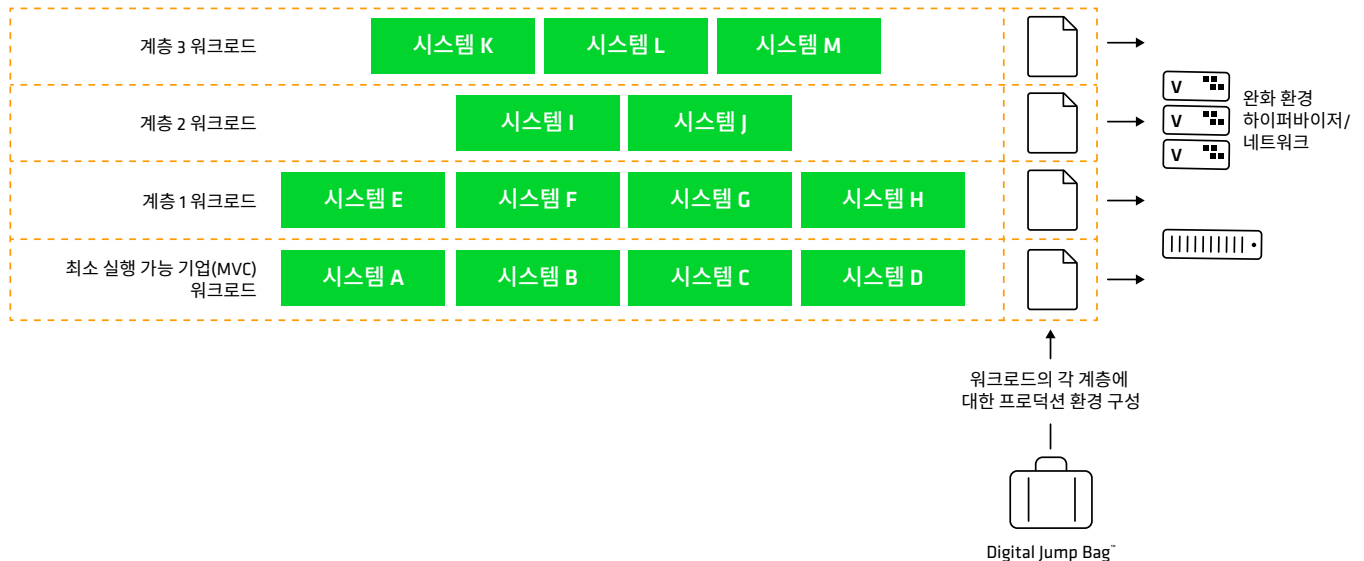 계층 3 워크로드
시스템 K
시스템 L
시스템 M
계층 2 워크로드
시스템 I
시스템 J
V
V
V
완화 환경
하이퍼바이저/
네트워크
계층 1 워크로드
시스템 E
시스템 F
시스템 G
시스템 H
최소 실행 가능 기업(MVC)
워크로드
시스템 A
시스템 B
시스템 C
시스템 D
워크로드의 각 계층에
대한 프로덕션 환경 구성
Digital Jump Bag™